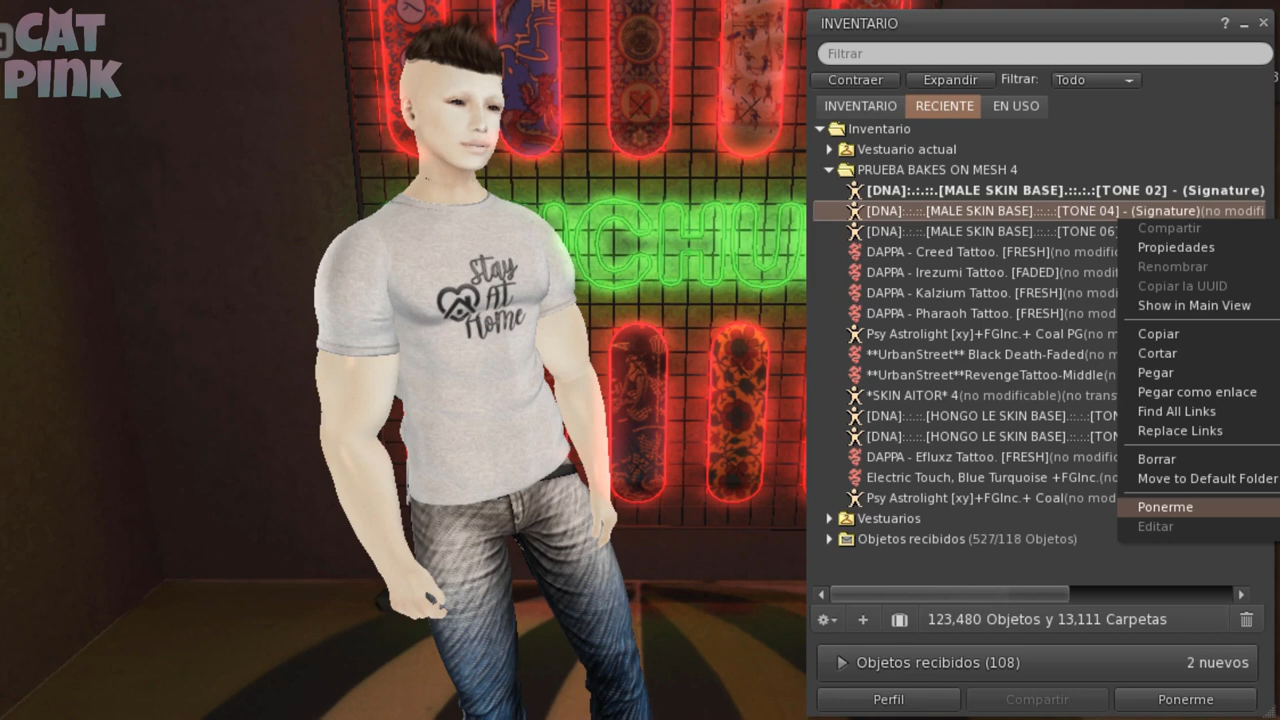 CAT
PINK
Stay
At
Home
CHU
INVENTARIO
Filtrar
Contraer Expandir Filtrar: Todo
INVENTARIO RECIENTE EN USO
Inventario
Vestuario actual
PRUEBA BAKES ON MESH 4
[DNA]:.:.::.[MALE SKIN BASE].::.:.:[TONE 02] - (Signature)
[DNA]:.:.::.[MALE SKIN BASE].::.:.:[TONE 04] - (Signature)(no modifi
[DNA]:.:.::.[MALE SKIN BASE].::.:.:[TONE 06]
DAPPA - Creed Tattoo. [FRESH](no modific
DAPPA - Irezumi Tattoo. [FADED](no modif
DAPPA - Kalzium Tattoo. [FRESH](no modi
DAPPA - Pharaoh Tattoo. [FRESH](no mod
Psy Astrolight [xy]+FGInc.+ Coal PG(no m
**UrbanStreet** Black Death-Faded(no m
**UrbanStreet**RevengeTattoo-Middle(n
*SKIN AITOR* 4(no modificable)(no trans
[DNA]:.:.::.[HONGO LE SKIN BASE].::.:.:[TON
[DNA]:.:.::.[HONGO LE SKIN BASE].::.:.:[TON
DAPPA - Efluxz Tattoo. [FRESH](no modific
Electric Touch, Blue Turquoise +FGInc.(no
Psy Astrolight [xy]+FGInc.+ Coal(no mod
Vestuarios
Objetos recibidos (527/118 Objetos)
Compartir
Propiedades
Renombrar
Copiar la UUID
Show in Main View
Copiar
Cortar
Pegar
Pegar como enlace
Find All Links
Replace Links
Borrar
Move to Default Folder
Ponerme
Editar
123,480 Objetos y 13,111 Carpetas
Objetos recibidos (108) 2 nuevos
Perfil Compartir Ponerme